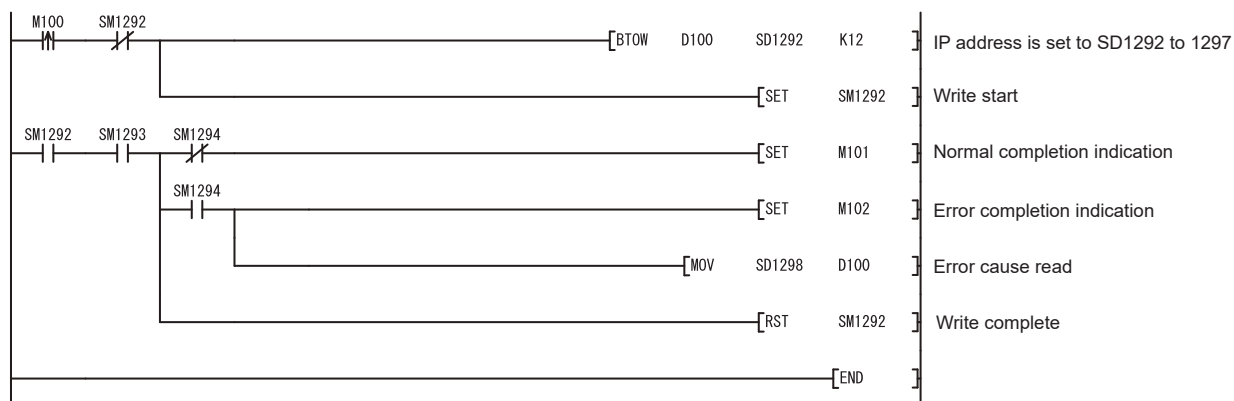 M100 SM1292
[BTOW D100 SD1292 K12 ] IP address is set to SD1292 to 1297
[SET SM1292 ] Write start
SM1292 SM1293 SM1294
[SET M101 ] Normal completion indication
SM1294
[SET M102 ] Error completion indication
[MOV SD1298 D100 ] Error cause read
[RST SM1292 ] Write complete
[END ]